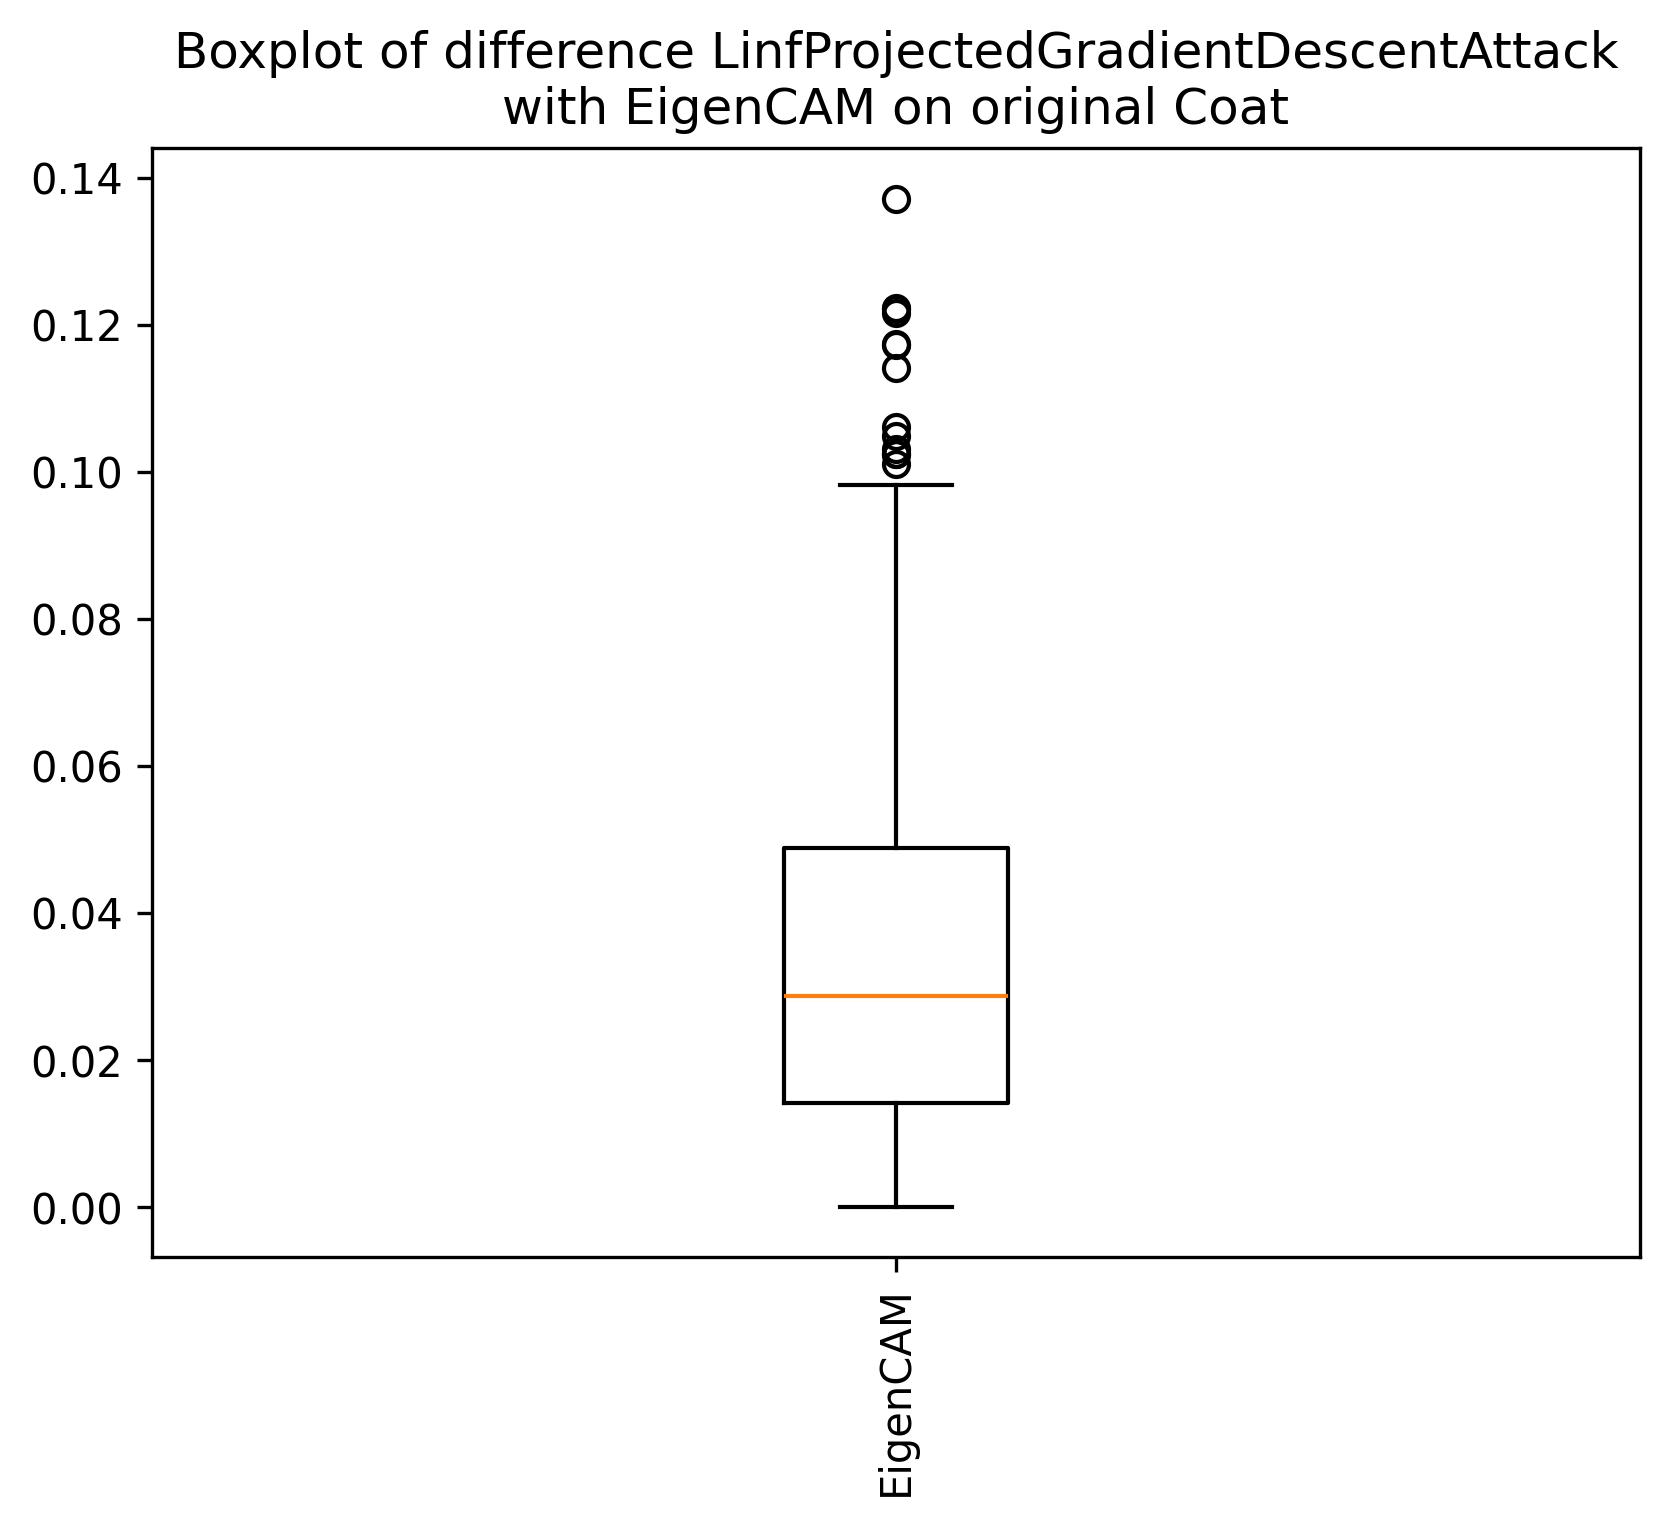 Boxplot of difference LinfProjectedGradientDescentAttack
with EigenCAM on original Coat
0.14
0.12
0.10
0.08
0.06
0.04
0.02
0.00
EigenCAM